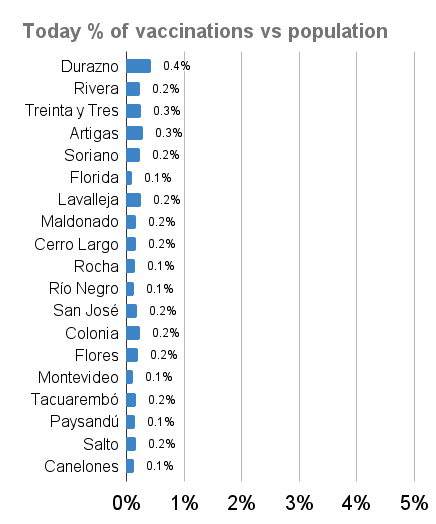 Today % of vaccinations vs population
Durazno 0.4%
Rivera 0.2%
Treinta y Tres 0.3%
Artigas 0.3%
Soriano 0.2%
Florida 0.1%
Lavalleja 0.2%
Maldonado 0.2%
Cerro Largo 0.2%
Rocha 0.1%
Río Negro 0.1%
San José 0.2%
Colonia 0.2%
Flores 0.2%
Montevideo 0.1%
Tacuarembó 0.2%
Paysandú 0.1%
Salto 0.2%
Canelones 0.1%
0% 1% 2% 3% 4% 5%